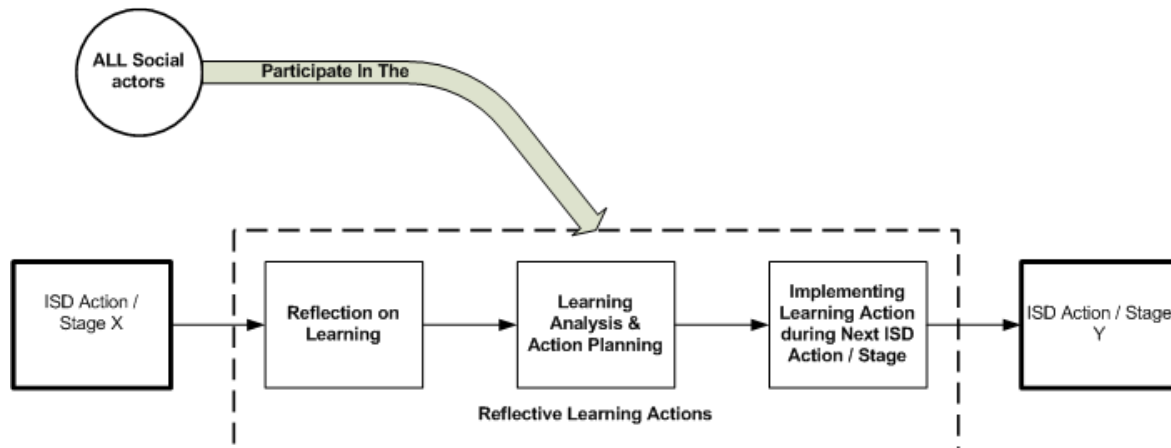 ALL Social
actors
Participate In The
ISD Action /
Stage X
Reflection on
Learning
Learning
Analysis &
Action Planning
Implementing
Learning Action
during Next ISD
Action / Stage
ISD Action / Stage
Y
Reflective Learning Actions